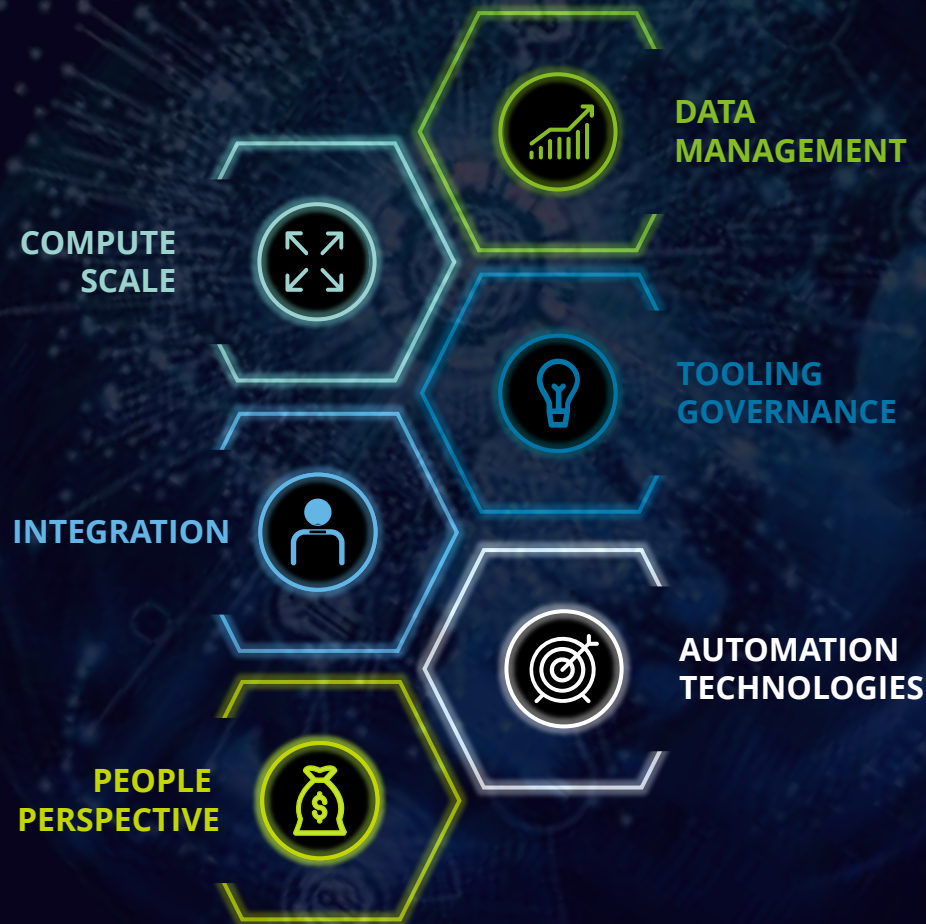 DATA
MANAGEMENT
COMPUTE
SCALE
TOOLING
GOVERNANCE
INTEGRATION
AUTOMATION
TECHNOLOGIES
PEOPLE
PERSPECTIVE
$